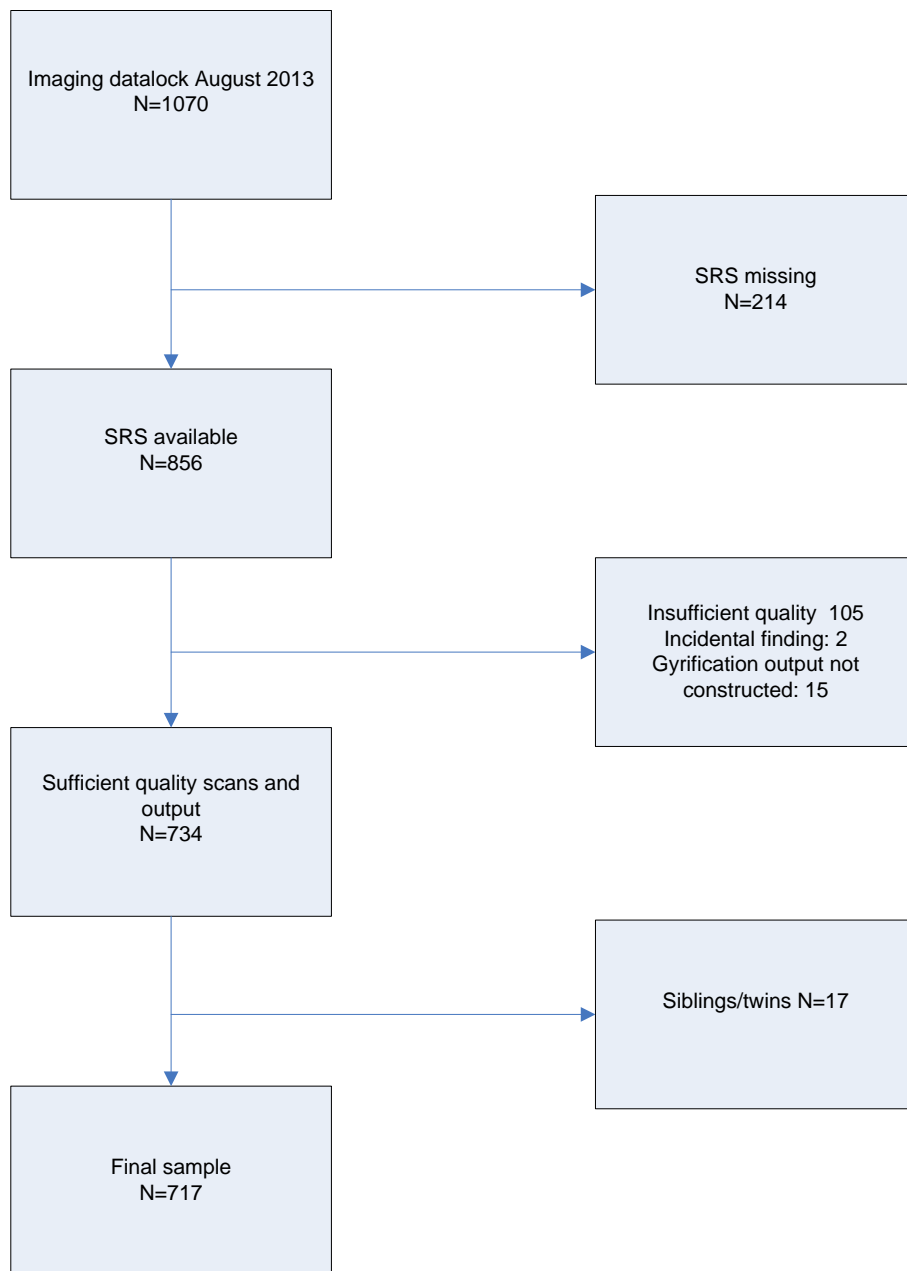 Imaging datalock August 2013
N=1070
SRS missing
N=214
SRS available
N=856
Insufficient quality  105
Incidental finding: 2
Gyrification output not
constructed: 15
Sufficient quality scans and
output
N=734
Siblings/twins N=17
Final sample
N=717